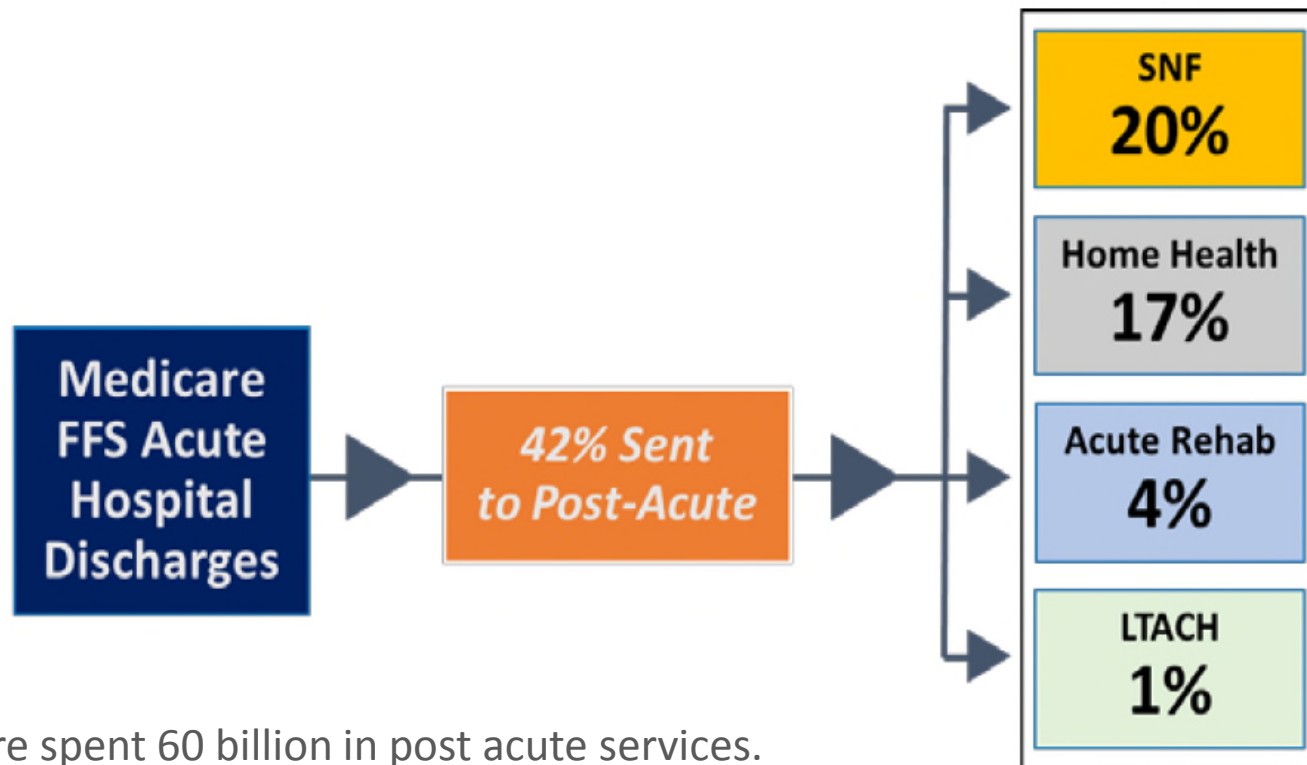 Medicare
FFS Acute
Hospital
Discharges
42% Sent
to Post-Acute
SNF
20%
Home Health
17%
Acute Rehab
4%
LTACH
1%
re spent 60 billion in post acute services.